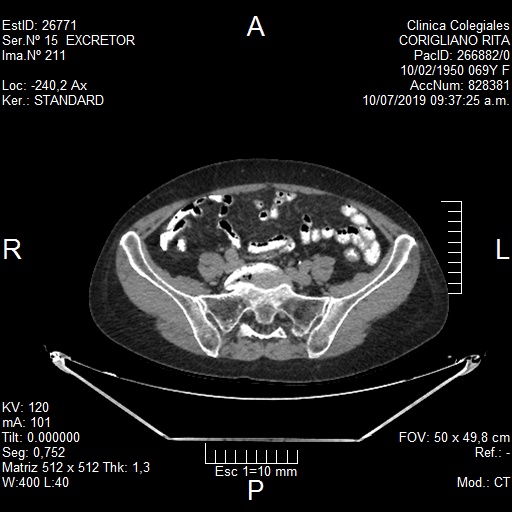 EstID: 26771
Ser.Nº 15 EXCRETOR
Ima.Nº 211
Loc: -240,2 Ax
Ker.: STANDARD
A
Clinica Colegiales
CORIGLIANO RITA
PacID: 266882/0
10/02/1950 069Y F
AccNum: 828381
10/07/2019 09:37:25 a.m.
R
L
KV: 120
mA: 101
Tilt: 0.000000
Seg: 0,752
Matriz 512 x 512 Thk: 1,3
W:400 L:40
Esc 1=10 mm
P
FOV: 50 x 49,8 cm
Ref.: -
Mod.: CT